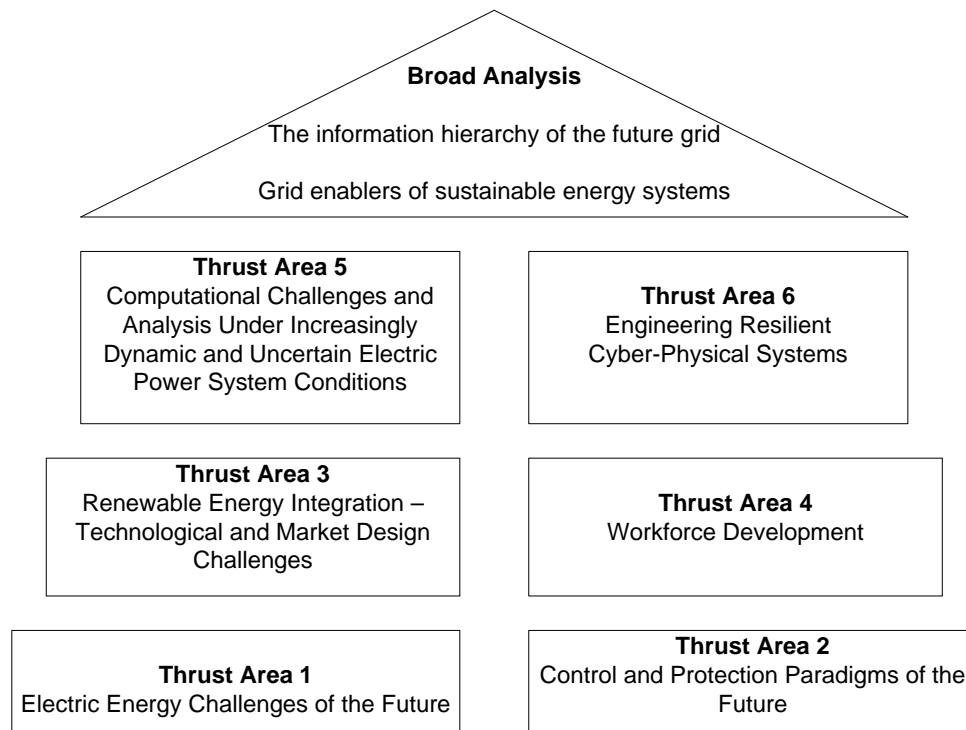 Broad Analysis
The information hierarchy of the future grid
Grid enablers of sustainable energy systems
Thrust Area 5
Computational Challenges and
Analysis Under Increasingly
Dynamic and Uncertain Electric
Power System Conditions
Thrust Area 6
Engineering Resilient
Cyber-Physical Systems
Thrust Area 3
Renewable Energy Integration –
Technological and Market Design
Challenges
Thrust Area 4
Workforce Development
Thrust Area 1
Electric Energy Challenges of the Future
Thrust Area 2
Control and Protection Paradigms of the
Future